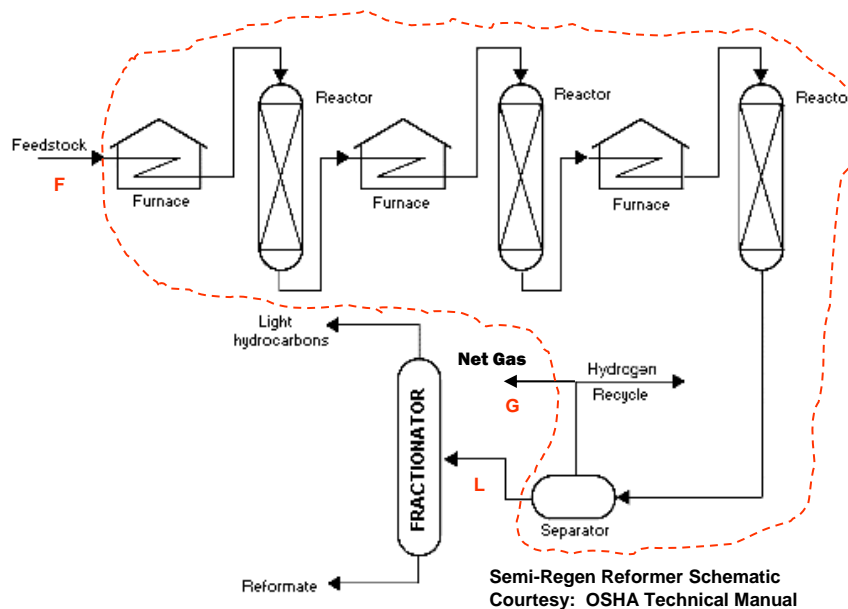 Reactor
Reactor
Reactor
Feedstock
F
Furnace
Furnace
Furnace
Light
hydrocarbons
Net Gas
G
Hydrogen
Recycle
FRACTIONATOR
L
Separator
Reformate
Semi-Regen Reformer Schematic
Courtesy: OSHA Technical Manual